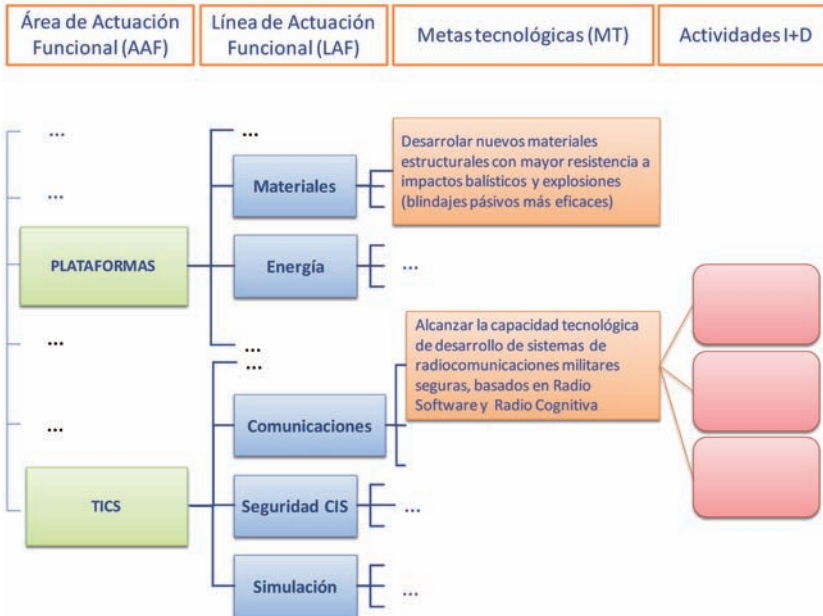 Área de Actuación
Funcional (AAF)
Línea de Actuación
Funcional (LAF)
Metas tecnológicas (MT)
Actividades I+D
...
...
PLATAFORMAS
...
...
TICS
...
Materiales
Energía
...
...
Comunicaciones
Seguridad CIS
Simulación
Desarrolar nuevos materiales
estructurales con mayor resistencia a
impactos balísticos y explosiones
(blindajes pásivos más eficaces)
...
Alcanzar la capacidad tecnológica
de desarrollo de sistemas de
radiocomunicaciones militares
seguras, basados en Radio
Software y Radio Cognitiva
...
...